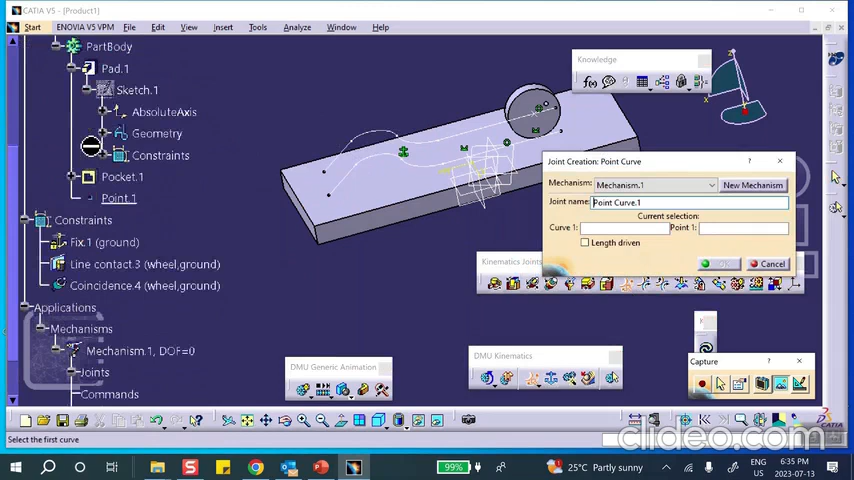 CATIA V5 - [Product1]
Start
ENOVIA V5 VPM
File
Edit
View
Insert
Tools
Analyze
Window
Help
PartBody
Pad.1
Sketch.1
AbsoluteAxis
Geometry
Constraints
Pocket.1
Point.1
Constraints
Fix.1 (ground)
Line contact.3 (wheel,ground)
Coincidence.4 (wheel,ground)
Applications
Mechanisms
Mechanism.1, DOF=0
Joints
Commands
Knowledge
f(x)
x
Joint Creation: Point Curve
?
Mechanism:
Mechanism.1
New Mechanism
Joint name:
Point Curve.1
Current selection:
Curve 1:
Point 1:
Length driven
Cancel
Kinematics Joints
DMU Generic Animation
DMU Kinematics
K
Capture
?
Select the first curve
clideo.com
99%
25°C Partly sunny
ENG
US
6:35 PM
2023-07-13